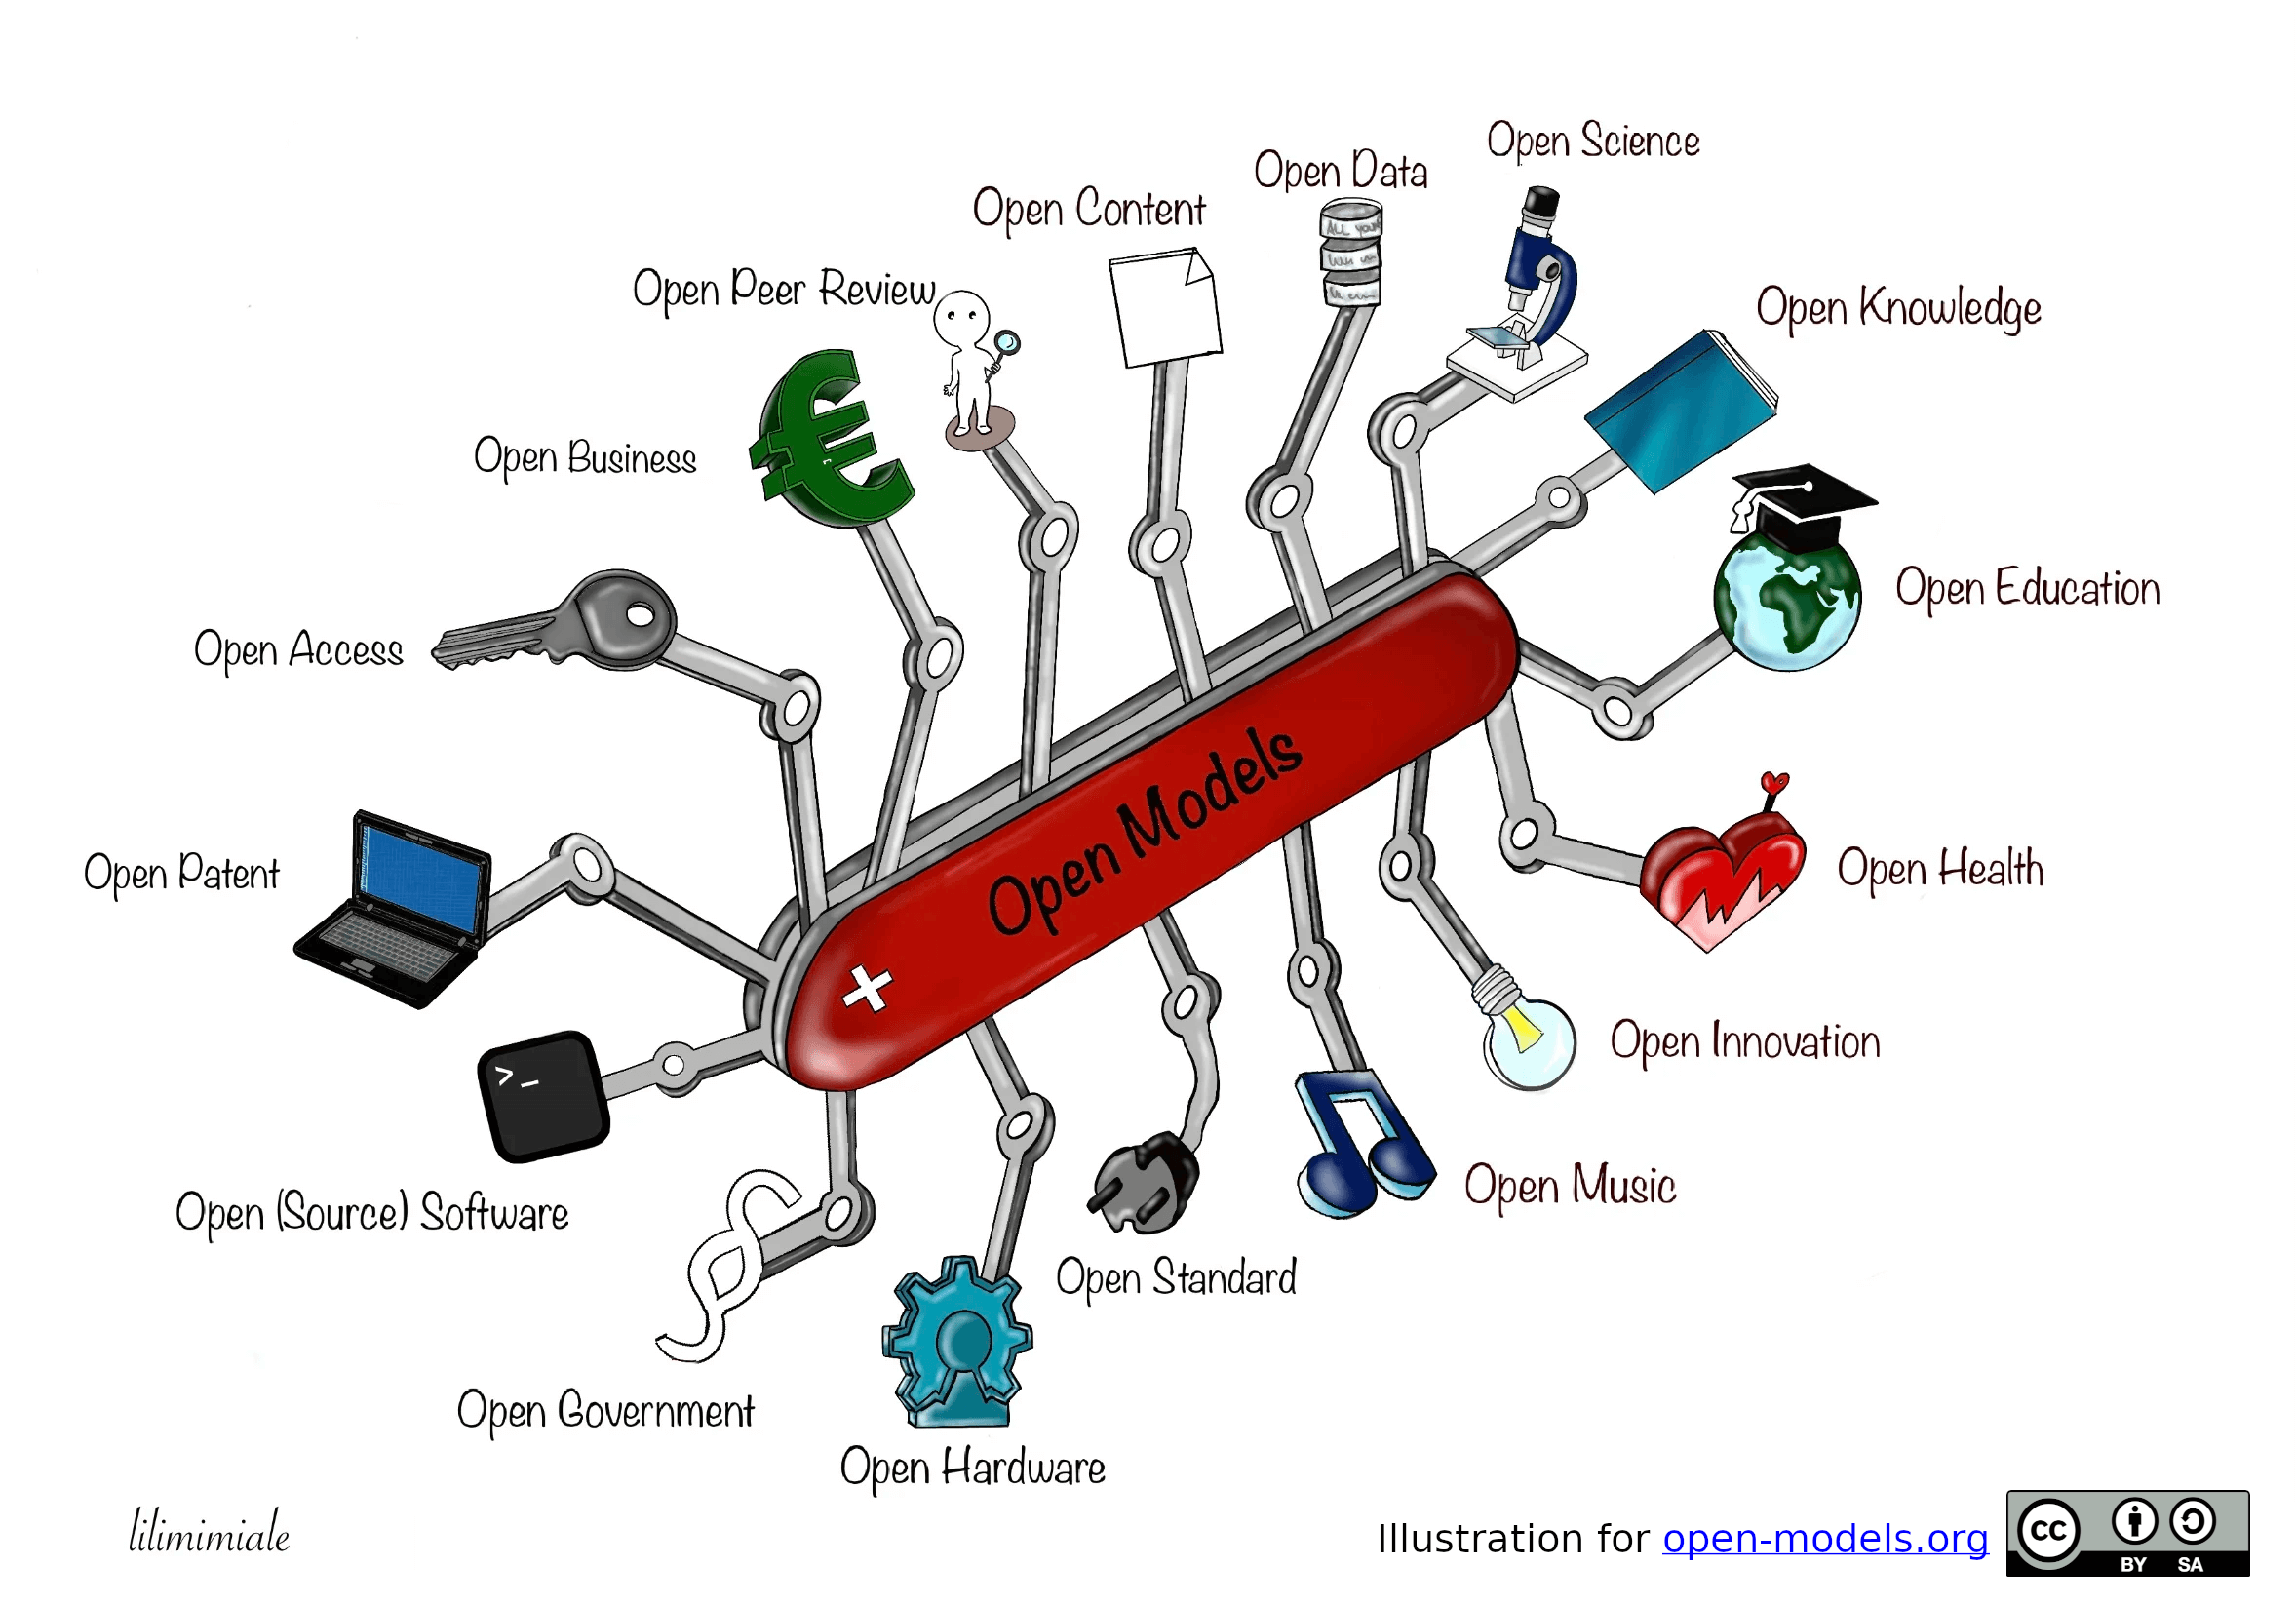 Open Science
Open Data
Open Content
Open Peer Review
Open Knowledge
Open Business
Open Education
Open Access
Open Models
Open Patent
Open Health
>_
Open Innovation
Open Music
Open (Source) Software
Open Standard
Open Government
Open Hardware
lilimimiale
Illustration for open-models.org
cc
BY SA
ALL